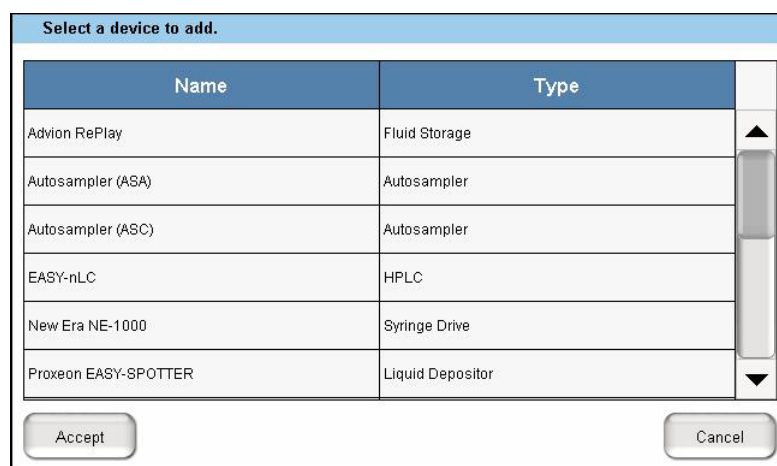 Select a device to add.
Name Type
Advion RePlay Fluid Storage
Autosampler (ASA) Autosampler
Autosampler (ASC) Autosampler
EASY-nLC HPLC
New Era NE-1000 Syringe Drive
Proxeon EASY-SPOTTER Liquid Depositor
Accept Cancel